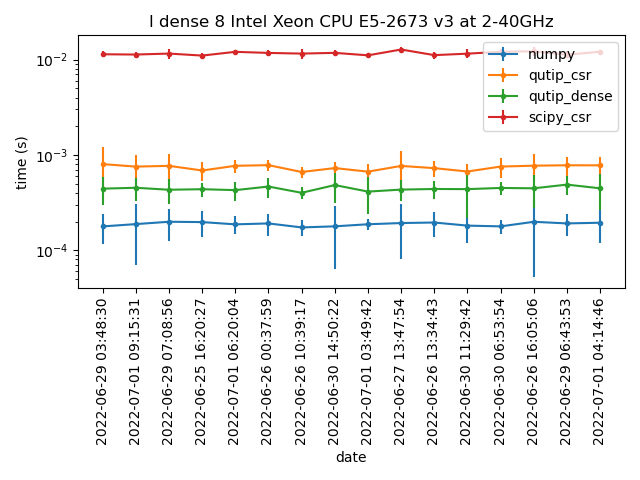 l dense 8 Intel Xeon CPU E5-2673 v3 at 2-40GHz
10−2
10−3
10−4
time (s)
numpy
qutip_csr
qutip_dense
scipy_csr
2022-06-29 03:48:30
2022-07-01 09:15:31
2022-06-29 07:08:56
2022-06-25 16:20:27
2022-07-01 06:20:04
2022-06-26 00:37:59
2022-06-26 10:39:17
2022-06-30 14:50:22
2022-07-01 03:49:42
2022-06-27 13:47:54
2022-06-26 13:34:43
2022-06-30 11:29:42
2022-06-30 06:53:54
2022-06-26 16:05:06
2022-06-29 06:43:53
2022-07-01 04:14:46
date